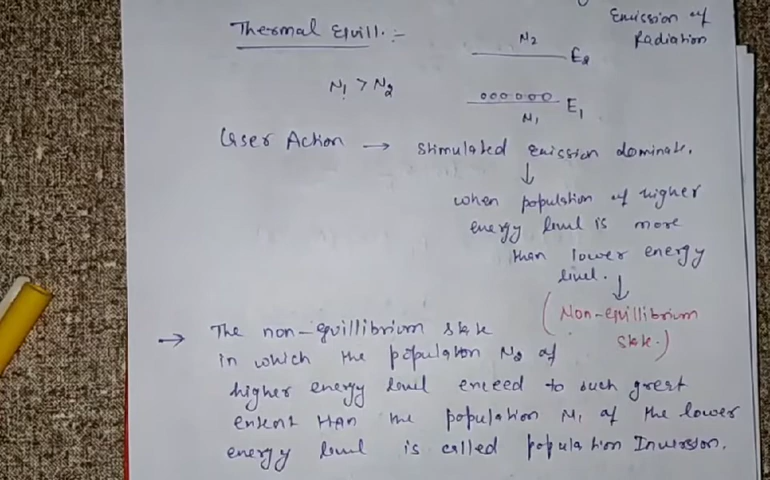 Emission of
Radiation
Thermal Equill. :-
N2
E2
N1 > N2
000000
E1
N1
Laser Action → stimulated emission dominate.
↓
when population of higher
energy level is more
than lower energy
level.
↓
(Non-equillibrium
state.)
→ The non-equillibrium state
in which the population N2 of
higher energy level exceed to such great
extent than the population N1 of the lower
energy level is called population Inversion.